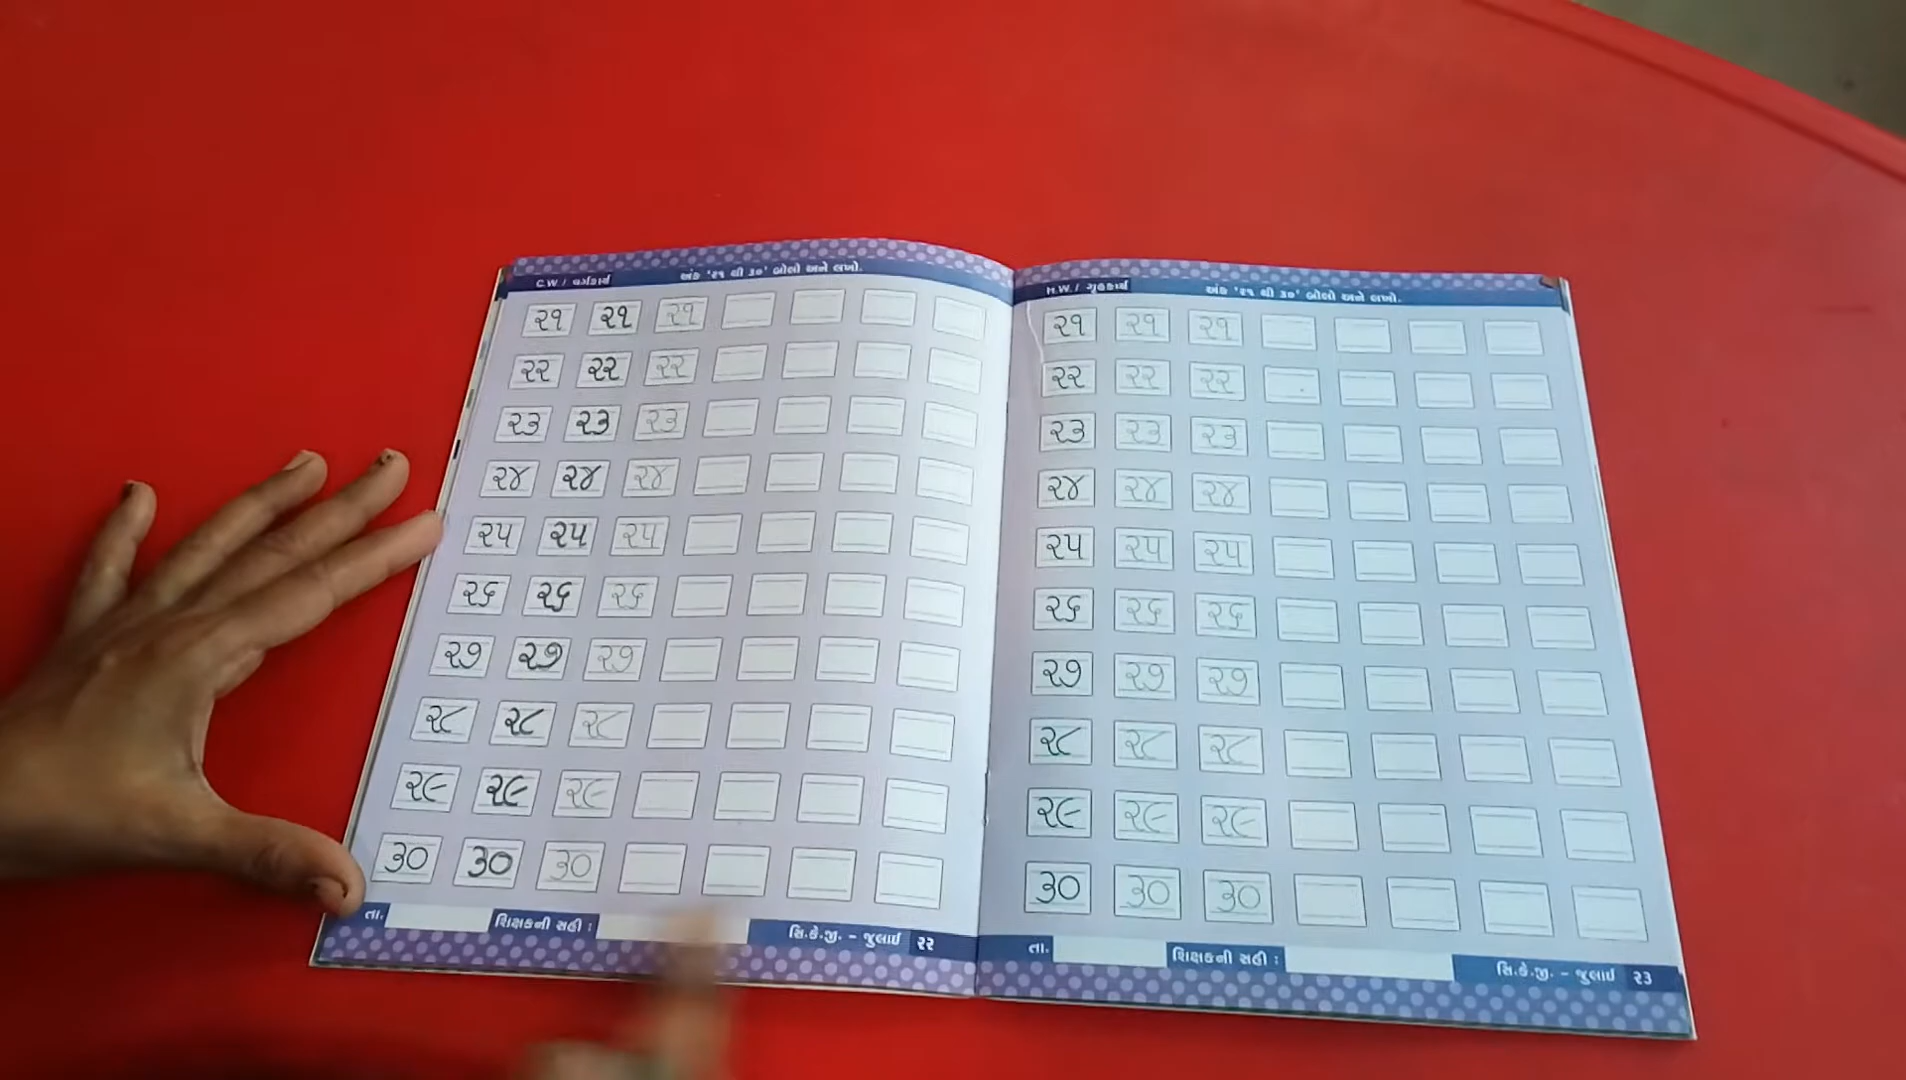 C.W. / વર્ગકાર્ય અંક '૨૧ થી ૩૦' બોલો અને લખો.
૨૧ ૨૧ ૨૧
૨૨ ૨૨ ૨૨
૨૩ ૨૩ ૨૩
૨૪ ૨૪ ૨૪
૨૫ ૨૫ ૨૫
૨૬ ૨૬ ૨૬
૨૭ ૨૭ ૨૭
૨૮ ૨૮ ૨૮
૨૯ ૨૯ ૨૯
૩૦ ૩૦ ૩૦
તા. શિક્ષકની સહી : સિ.કે.જી. - જુલાઈ ૨૨
H.W. / ગૃહકાર્ય અંક '૨૧ થી ૩૦' બોલો અને લખો.
૨૧ ૨૧ ૨૧
૨૨ ૨૨ ૨૨
૨૩ ૨૩ ૨૩
૨૪ ૨૪ ૨૪
૨૫ ૨૫ ૨૫
૨૬ ૨૬ ૨૬
૨૭ ૨૭ ૨૭
૨૮ ૨૮ ૨૮
૨૯ ૨૯ ૨૯
૩૦ ૩૦ ૩૦
તા. શિક્ષકની સહી : સિ.કે.જી. - જુલાઈ ૨૩